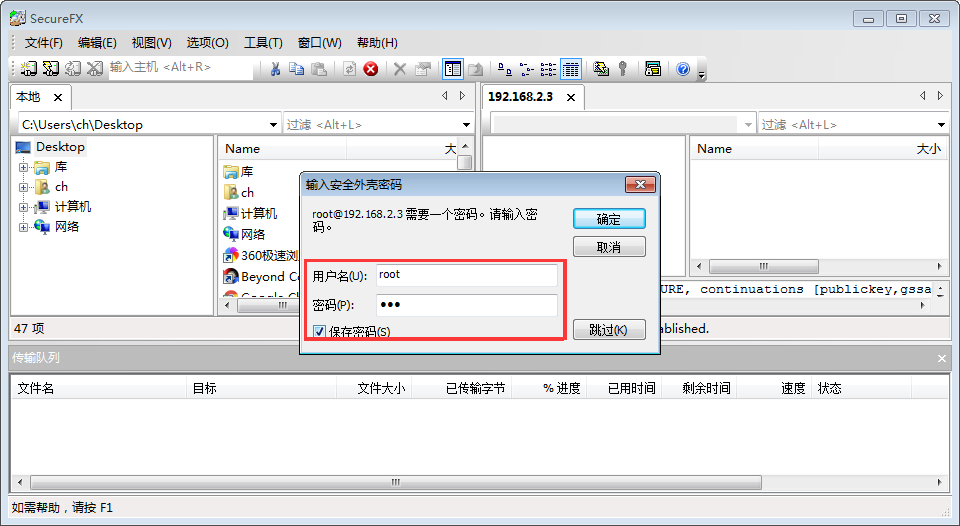 SecureFX
文件(F) 编辑(E) 视图(V) 选项(O) 工具(T) 窗口(W) 帮助(H)
输入主机 <Alt+R>
本地
192.168.2.3
C:\Users\ch\Desktop
过滤 <Alt+L>
过滤 <Alt+L>
Desktop
库
ch
计算机
网络
Name 大
库
ch
计算机
网络
360极速浏
Beyond Co
Google Ch
Name 大小
输入安全外壳密码
root@192.168.2.3 需要一个密码。请输入密
码。
确定
取消
用户名(U): root
密码(P): ●●●
保存密码(S)
跳过(K)
URE, continuations [publickey,gssa
47 项
ablished.
传输队列
文件名 目标 文件大小 已传输字节 % 进度 已用时间 剩余时间 速度 状态
如需帮助，请按 F1